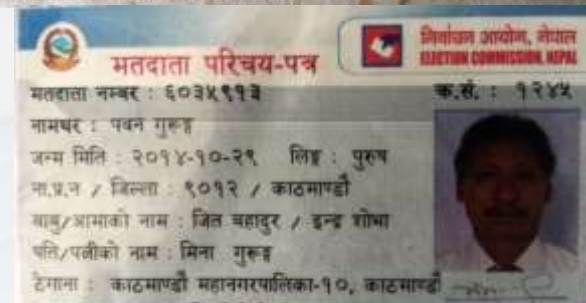 निर्वाचन आयोग, नेपाल
ELECTION COMMISSION, NEPAL
मतदाता परिचय-पत्र
मतदाता नम्बर : ६०३५९१३ क.सं. : १२४५
नामथर : पवन गुरुङ्ग
जन्म मिति : २०१४-१०-२९ लिङ्ग : पुरुष
ना.प्र.न / जिल्ला : ९०१२ / काठमाण्डौ
बाबु/आमाको नाम : जित बहादुर / इन्द्र शोभा
पति/पत्नीको नाम : मिना गुरुङ्ग
ठेगाना : काठमाण्डौ महानगरपालिका-१०, काठमाण्डौ